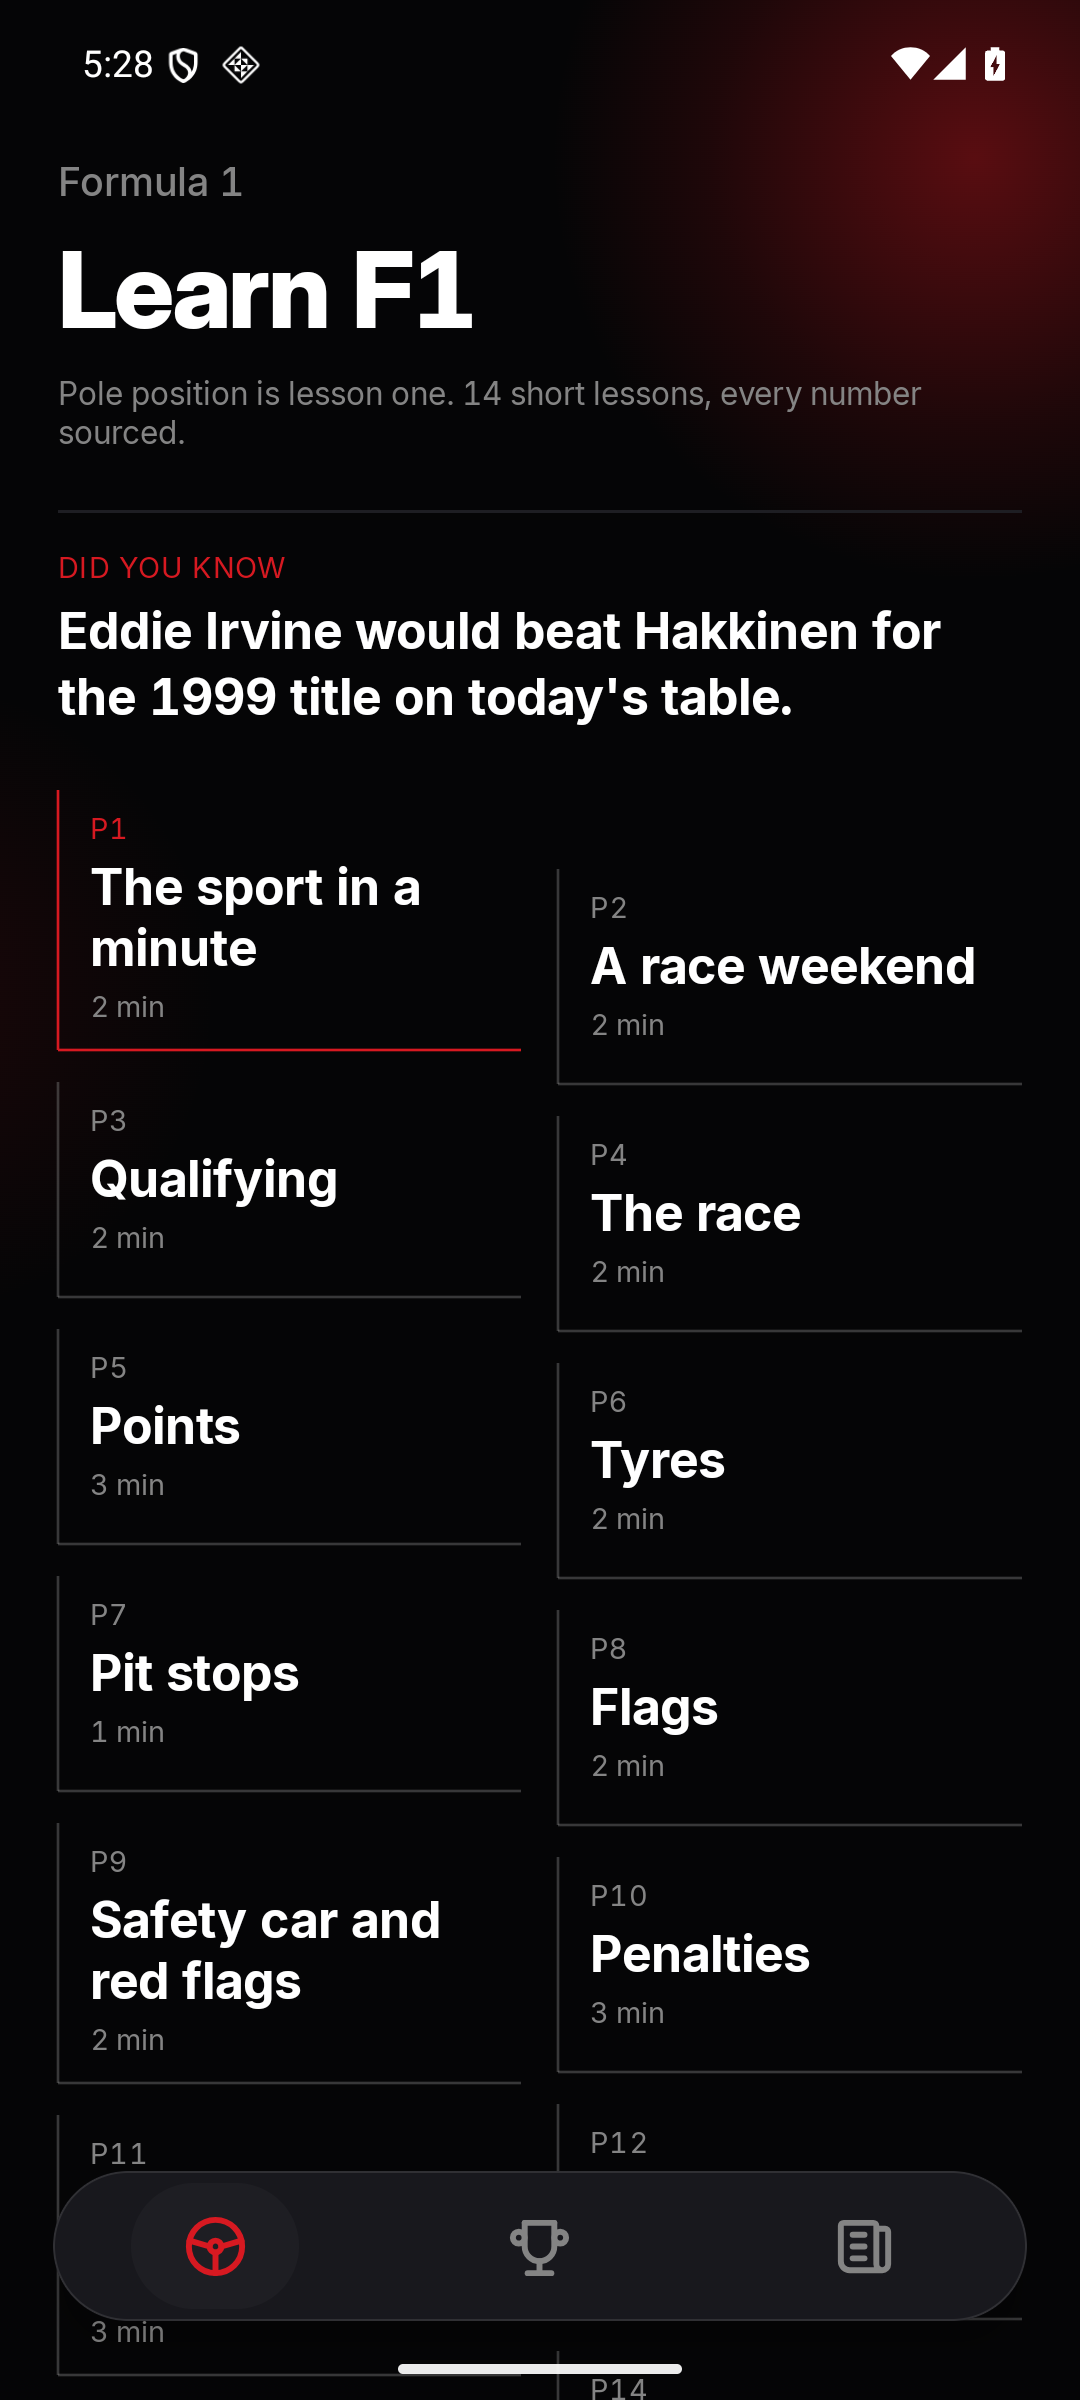 5:28
Formula 1
Learn F1
Pole position is lesson one. 14 short lessons, every number
sourced.
DID YOU KNOW
Eddie Irvine would beat Hakkinen for
the 1999 title on today's table.
P1
The sport in a
minute
2 min
P2
A race weekend
2 min
P3
Qualifying
2 min
P4
The race
2 min
P5
Points
3 min
P6
Tyres
2 min
P7
Pit stops
1 min
P8
Flags
2 min
P9
Safety car and
red flags
2 min
P10
Penalties
3 min
P11
3 min
P12
P14